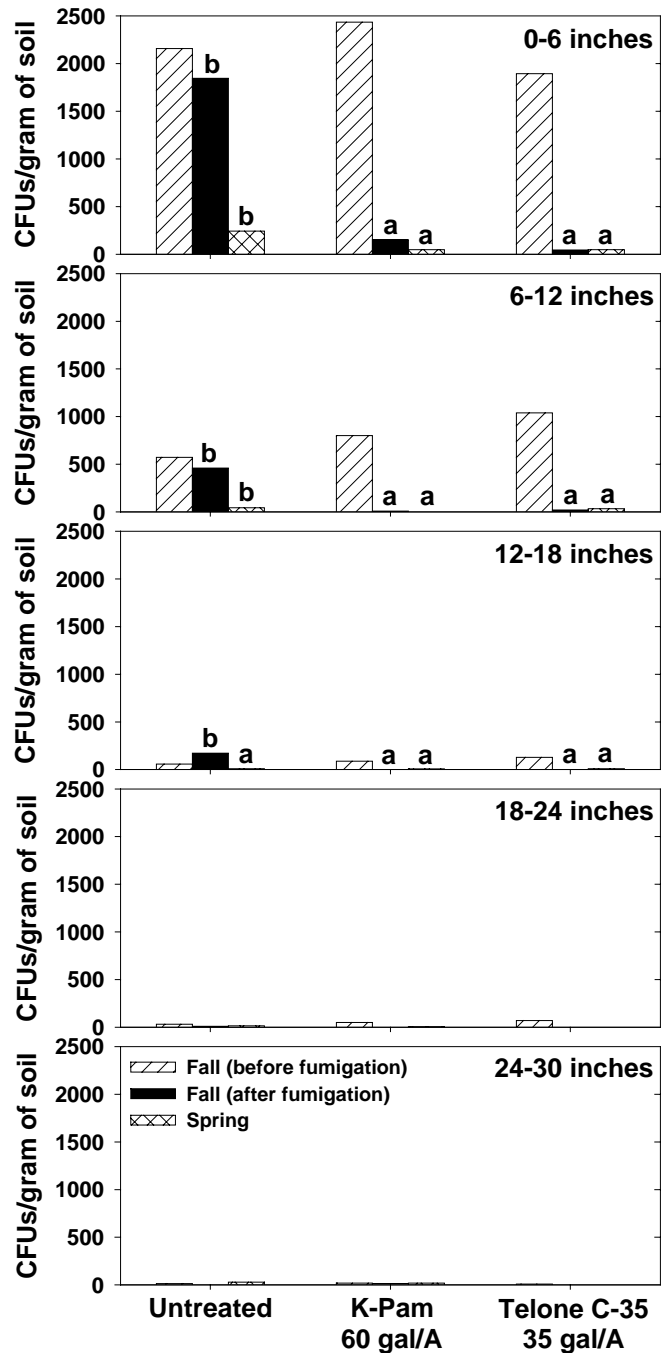 CFUs/gram of soil
2500
2000
1500
1000
500
0
0-6 inches
b
b
a
a
a
a
CFUs/gram of soil
2500
2000
1500
1000
500
0
6-12 inches
b
b
a
a
a
a
CFUs/gram of soil
2500
2000
1500
1000
500
0
12-18 inches
b
a
a
a
a
a
CFUs/gram of soil
2500
2000
1500
1000
500
0
18-24 inches
CFUs/gram of soil
2500
2000
1500
1000
500
0
24-30 inches
Fall (before fumigation)
Fall (after fumigation)
Spring
Untreated
K-Pam
60 gal/A
Telone C-35
35 gal/A